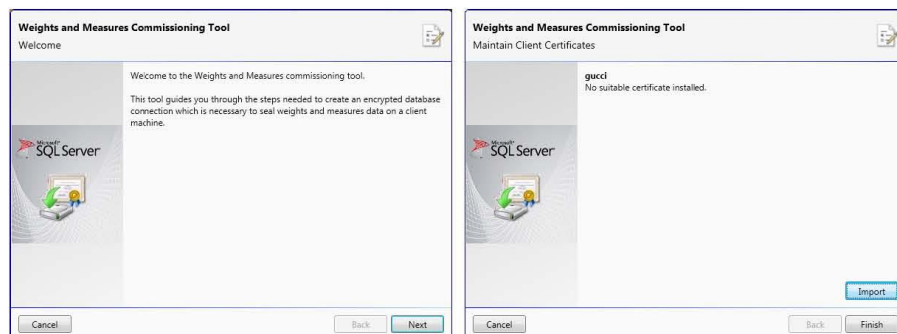 Weights and Measures Commissioning Tool
Welcome
Welcome to the Weights and Measures commissioning tool.
This tool guides you through the steps needed to create an encrypted database
connection which is necessary to seal weights and measures data on a client
machine.
Microsoft®
SQL Server
Cancel
Back
Next
Weights and Measures Commissioning Tool
Maintain Client Certificates
gucci
No suitable certificate installed.
Microsoft®
SQL Server
Import
Cancel
Back
Finish